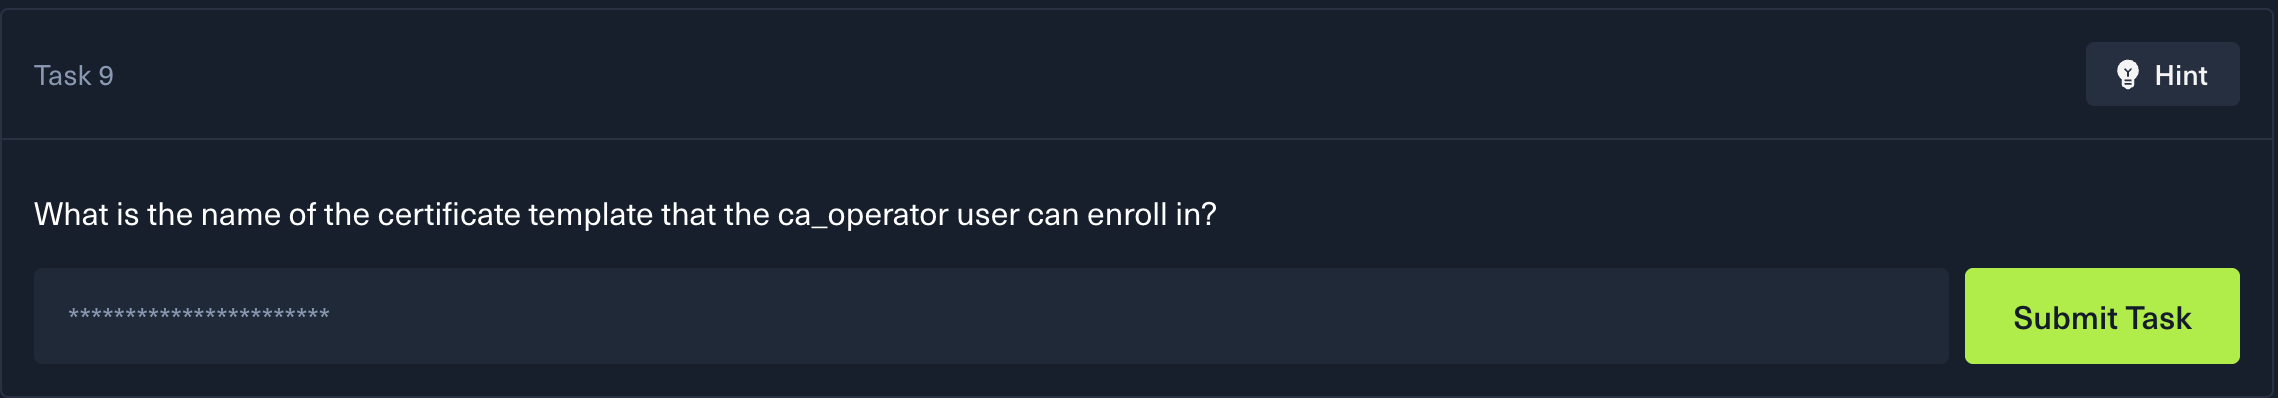 Task 9
Hint
What is the name of the certificate template that the ca_operator user can enroll in?
***********************
Submit Task